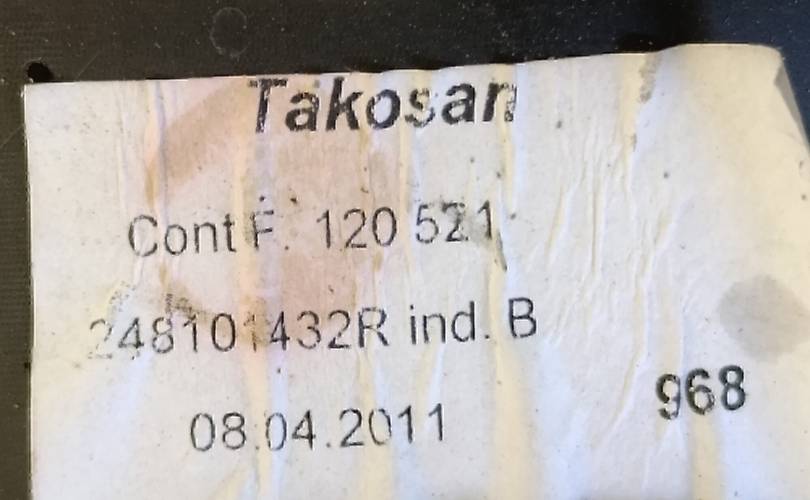 Takosan
Cont F. 120 521
248101432R ind. B
968
08.04.2011